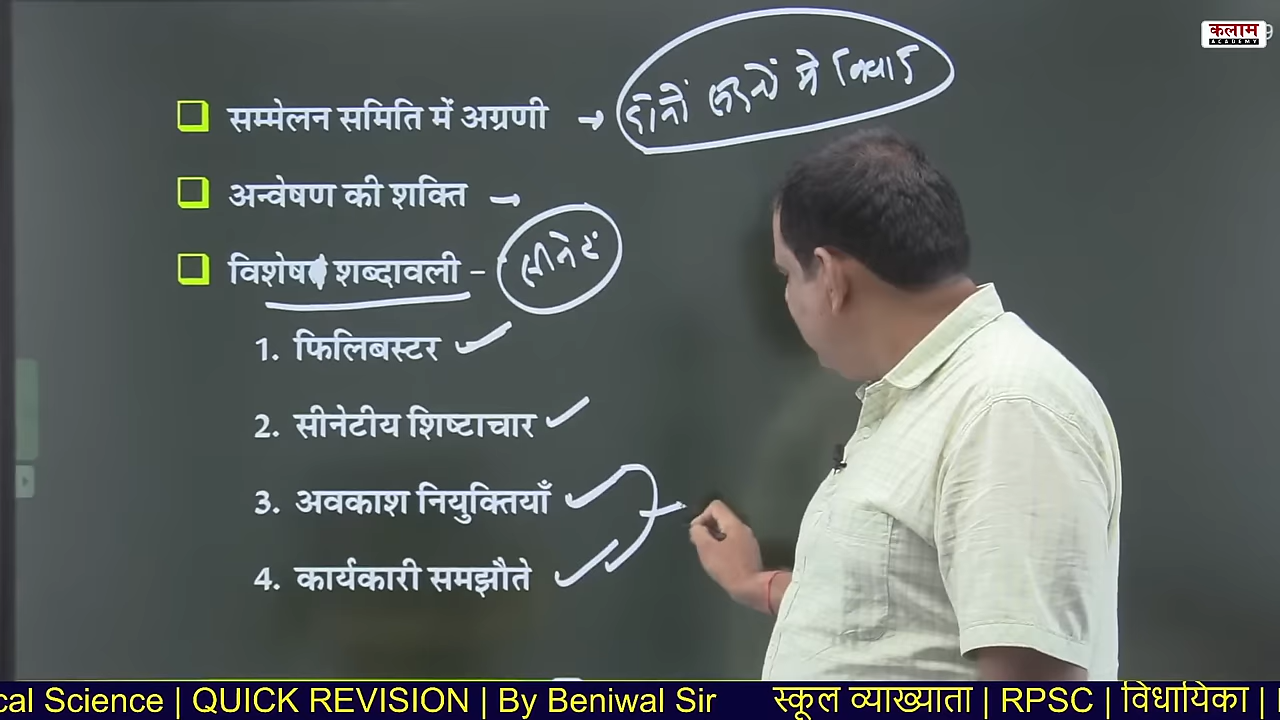 कलाम
ACADEMY
❑ सम्मेलन समिति में अग्रणी → दोनों सदनों में विवाद
❑ अन्वेषण की शक्ति →
❑ विशेष शब्दावली - सीनेट
1. फिलिबस्टर ✓
2. सीनेटीय शिष्टाचार ✓
3. अवकाश नियुक्तियाँ ✓
4. कार्यकारी समझौते ✓
cal Science | QUICK REVISION | By Beniwal Sir स्कूल व्याख्याता | RPSC | विधायिका |